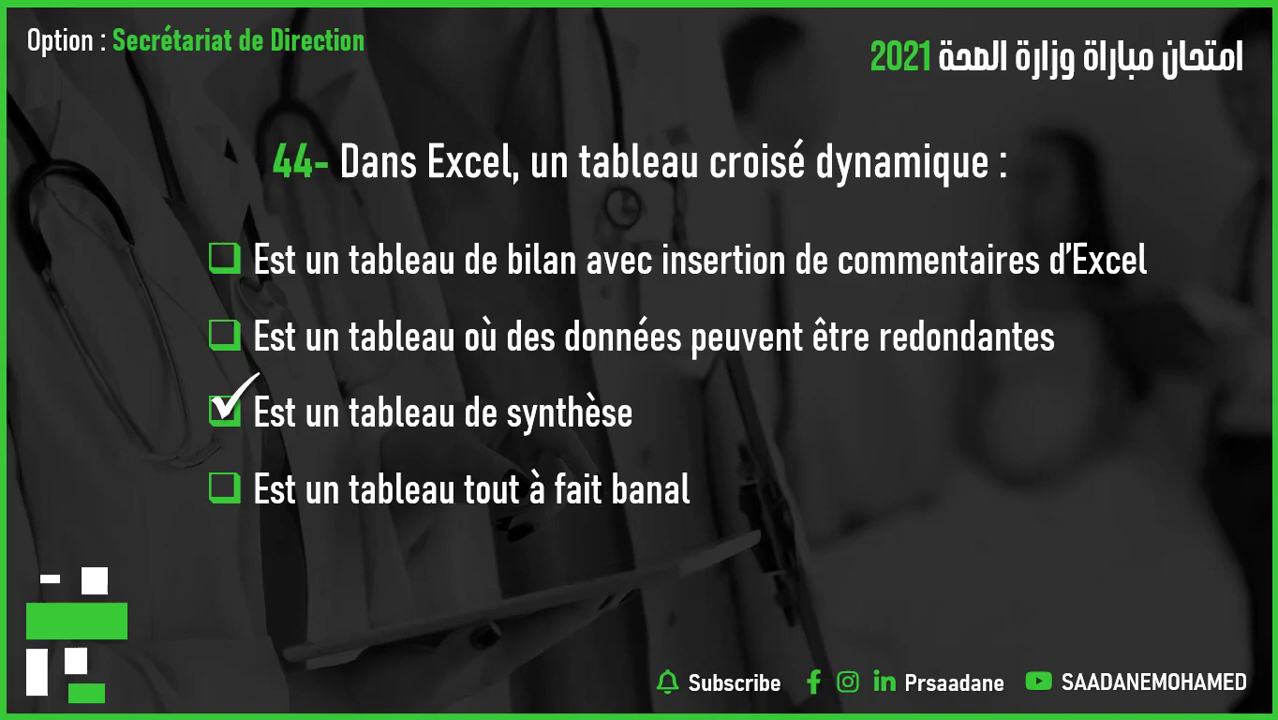 Option : Secrétariat de Direction
امتحان مباراة وزارة الصحة 2021
44- Dans Excel, un tableau croisé dynamique :
Est un tableau de bilan avec insertion de commentaires d’Excel
Est un tableau où des données peuvent être redondantes
Est un tableau de synthèse
Est un tableau tout à fait banal
Subscribe Prsaadane SAADANEMOHAMED